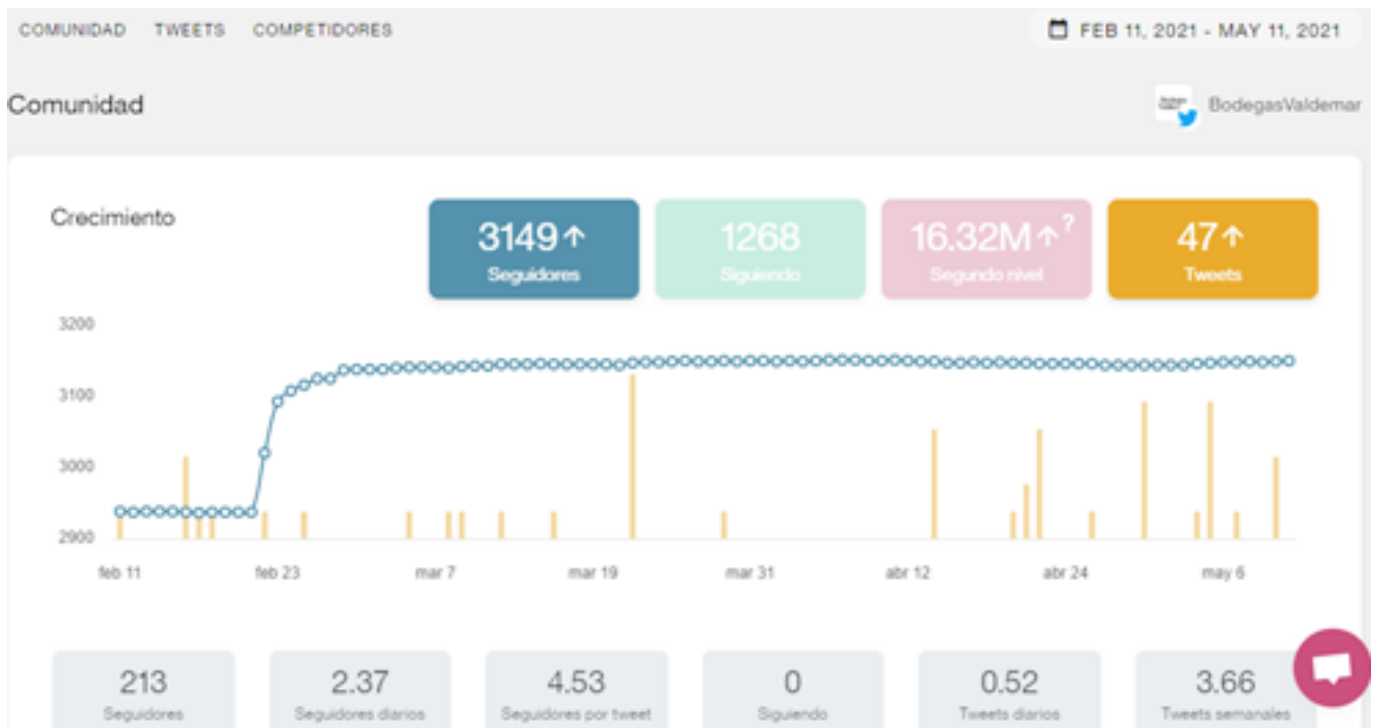 COMUNIDAD TWEETS COMPETIDORES FEB 11, 2021 - MAY 11, 2021
Comunidad BodegasValdemar
Crecimiento
3149↑ 1268 16.32M↑? 47↑
Seguidores Siguiendo Segundo nivel Tweets
3200
3100
3000
2900
feb 11 feb 23 mar 7 mar 19 mar 31 abr 12 abr 24 may 6
213 2.37 4.53 0 0.52 3.66
Seguidores Seguidores diarios Seguidores por tweet Siguiendo Tweets diarios Tweets semanales